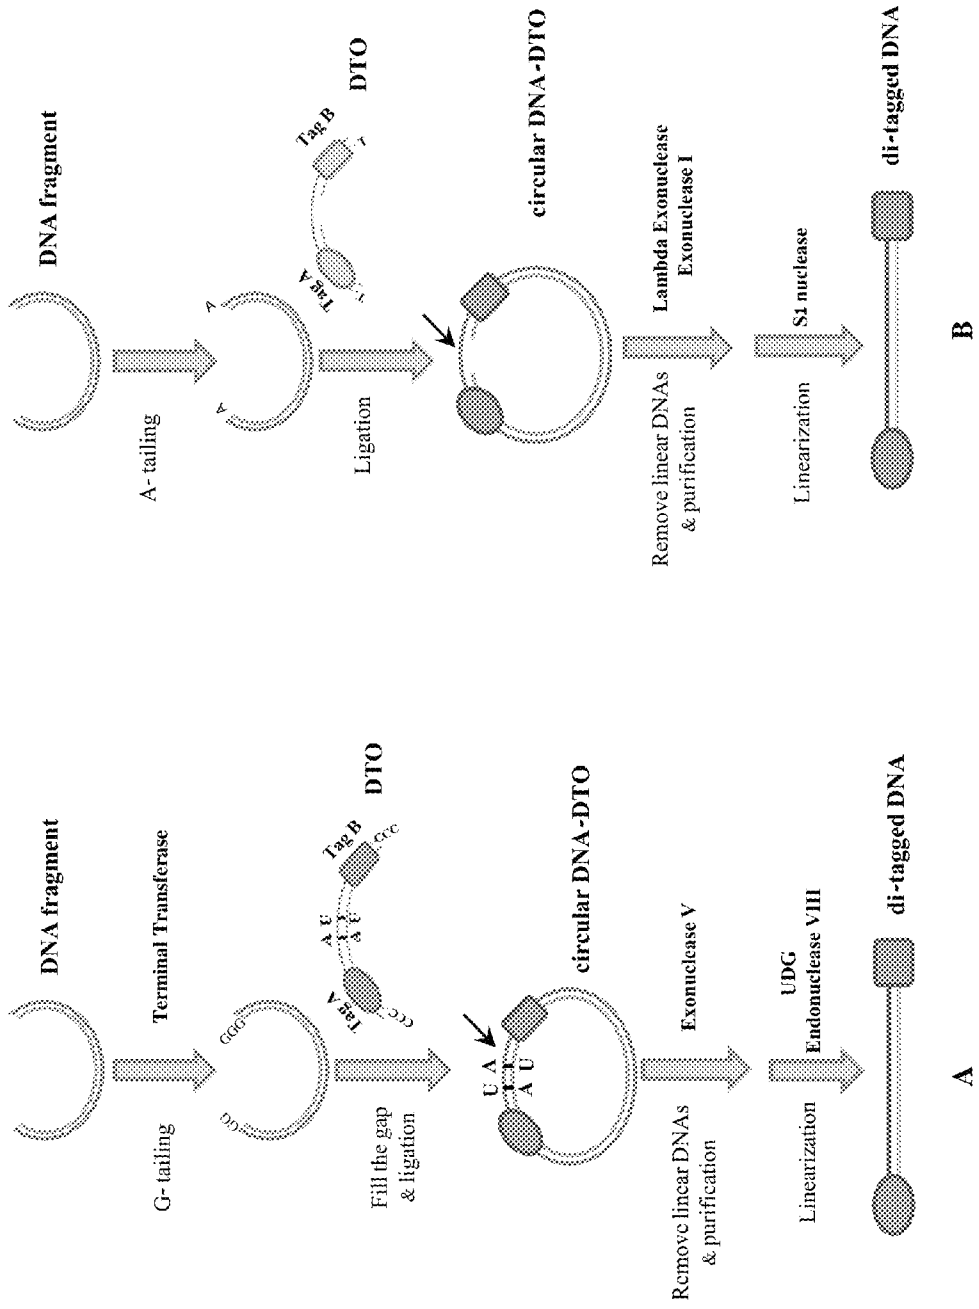 DNA fragment
G- tailing
Terminal Transferase
GG
GGG
Tag A
Tag B
CCC
CCC
A U
A U
DTO
Fill the gap
& ligation
U A
A U
circular DNA-DTO
Remove linear DNAs
& purification
Exonuclease V
Linearization
UDG
Endonuclease VIII
di-tagged DNA
A
DNA fragment
A- tailing
A
A
Tag A
Tag B
T
T
DTO
Ligation
circular DNA-DTO
Remove linear DNAs
& purification
Lambda Exonuclease
Exonuclease I
Linearization
S1 nuclease
di-tagged DNA
B